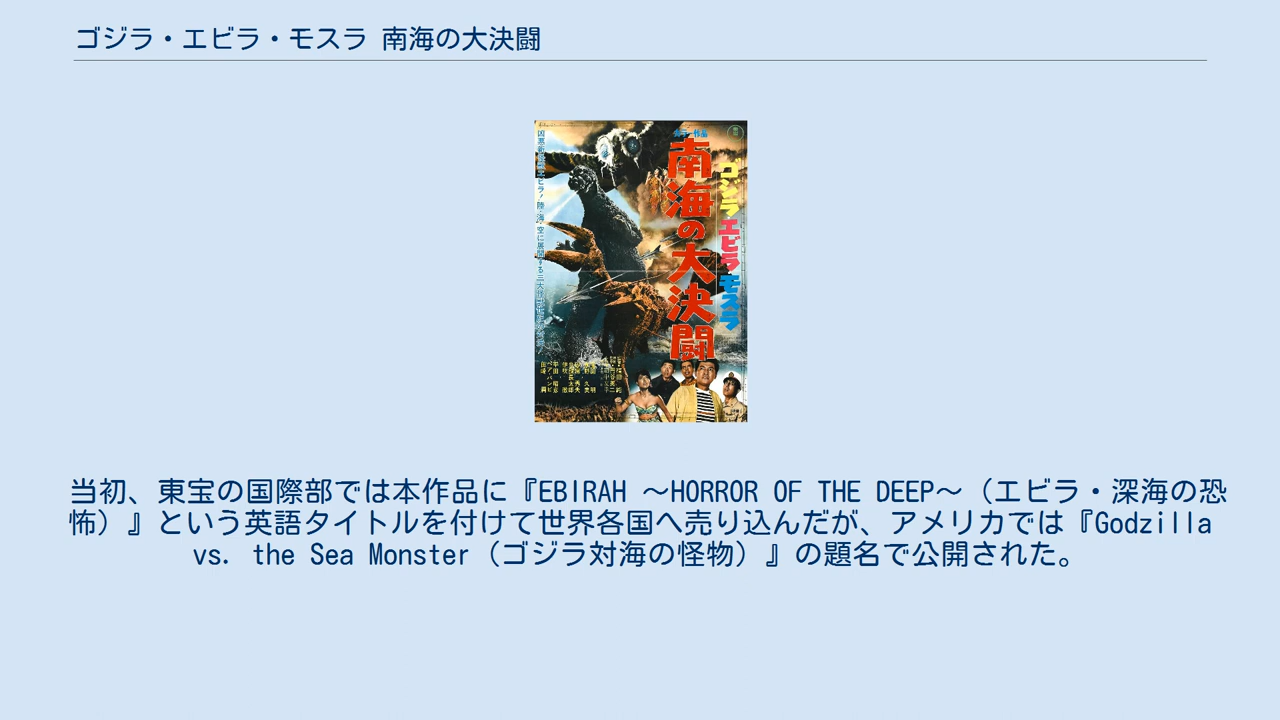 ゴジラ・エビラ・モスラ 南海の大決闘
南海の大決闘
ゴジラ
エビラ
モスラ
当初、東宝の国際部では本作品に『EBIRAH ～HORROR OF THE DEEP～（エビラ・深海の恐
怖）』という英語タイトルを付けて世界各国へ売り込んだが、アメリカでは『Godzilla
vs. the Sea Monster（ゴジラ対海の怪物）』の題名で公開された。